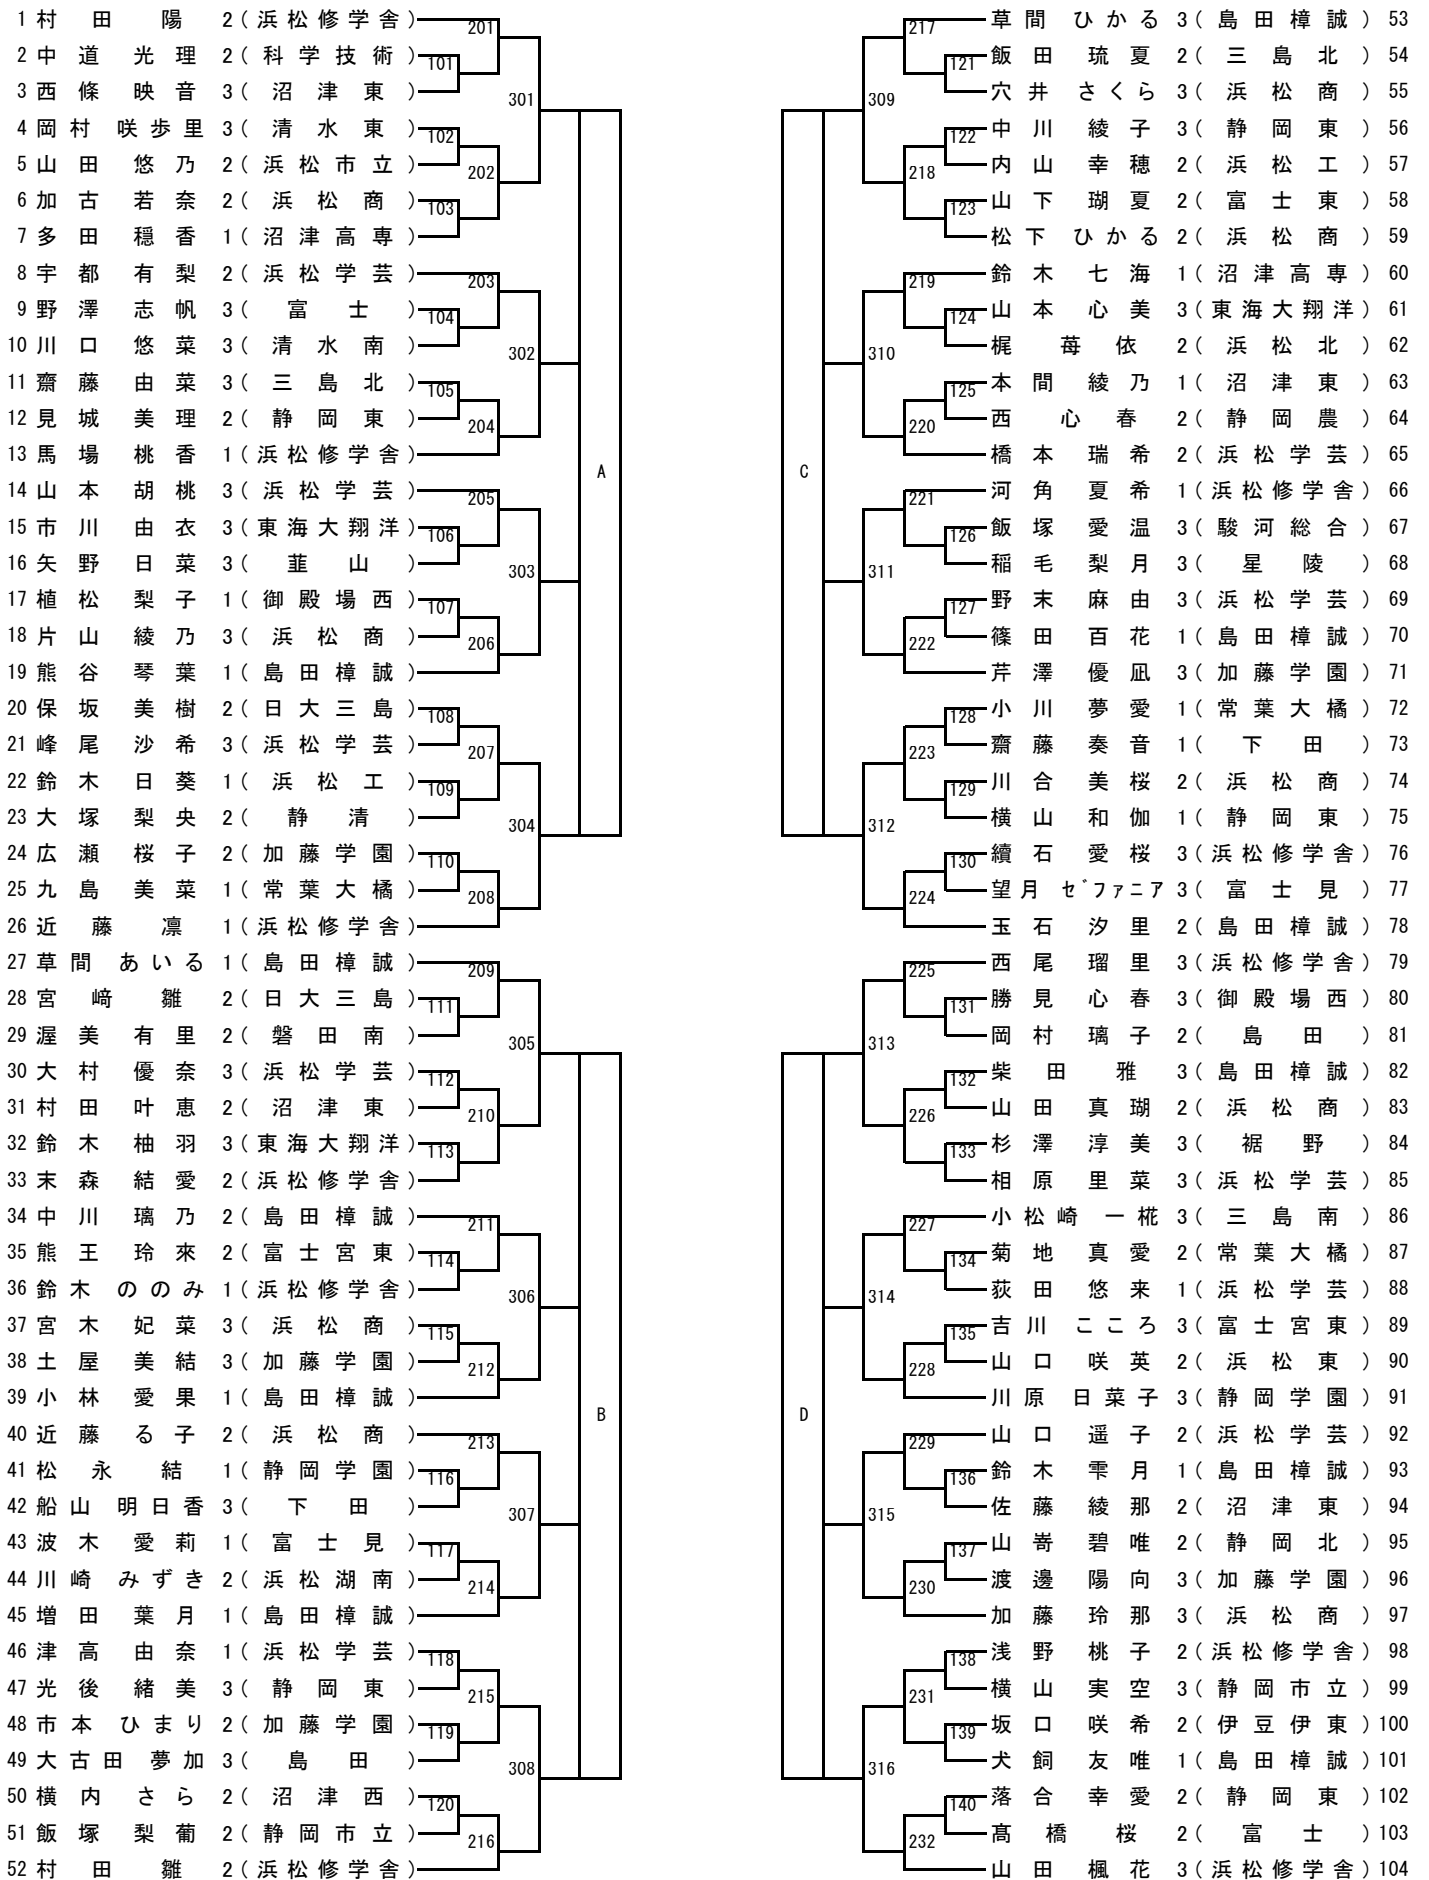 1 村田 陽 2 (浜松修学舎)
2 中道 光理 2 (科学技術)
3 西條 映音 3 (沼津東)
4 岡村 咲歩里 3 (清水東)
5 山田 悠乃 2 (浜松市立)
6 加古 若奈 2 (浜松商)
7 多田 穏香 1 (沼津高専)
8 宇都 有梨 2 (浜松学芸)
9 野澤 志帆 3 (富士)
10 川口 悠菜 3 (清水南)
11 齋藤 由菜 3 (三島北)
12 見城 美理 2 (静岡東)
13 馬場 桃香 1 (浜松修学舎)
14 山本 胡桃 3 (浜松学芸)
15 市川 由衣 3 (東海大翔洋)
16 矢野 日菜 3 (韮山)
17 植松 梨子 1 (御殿場西)
18 片山 綾乃 3 (浜松商)
19 熊谷 琴葉 1 (島田樟誠)
20 保坂 美樹 2 (日大三島)
21 峰尾 沙希 3 (浜松学芸)
22 鈴木 日葵 1 (浜松工)
23 大塚 梨央 2 (静清)
24 広瀬 桜子 2 (加藤学園)
25 九島 美菜 1 (常葉大橘)
26 近藤 凛 1 (浜松修学舎)
27 草間 あいる 1 (島田樟誠)
28 宮﨑 雛 2 (日大三島)
29 渥美 有里 2 (磐田南)
30 大村 優奈 3 (浜松学芸)
31 村田 叶恵 2 (沼津東)
32 鈴木 柚羽 3 (東海大翔洋)
33 末森 結愛 2 (浜松修学舎)
34 中川 璃乃 2 (島田樟誠)
35 熊王 玲來 2 (富士宮東)
36 鈴木 ののみ 1 (浜松修学舎)
37 宮木 妃菜 3 (浜松商)
38 土屋 美結 3 (加藤学園)
39 小林 愛果 1 (島田樟誠)
40 近藤 る子 2 (浜松商)
41 松永 結 1 (静岡学園)
42 船山 明日香 3 (下田)
43 波木 愛莉 1 (富士見)
44 川崎 みずき 2 (浜松湖南)
45 増田 葉月 1 (島田樟誠)
46 津高 由奈 1 (浜松学芸)
47 光後 緒美 3 (静岡東)
48 市本 ひまり 2 (加藤学園)
49 大古田 夢加 3 (島田)
50 横内 さら 2 (沼津西)
51 飯塚 梨葡 2 (静岡市立)
52 村田 雛 2 (浜松修学舎)
201
101
301
102
202
103
203
104
302
105
204
A
205
106
303
107
206
108
207
109
304
110
208
209
111
305
112
210
113
211
114
306
115
212
B
213
116
307
117
214
118
215
119
308
120
216
217
121
309
122
218
123
219
124
310
125
220
C
221
126
311
127
222
128
223
129
312
130
224
225
131
313
132
226
133
227
134
314
135
228
D
229
136
315
137
230
138
231
139
316
140
232
草間 ひかる 3 (島田樟誠) 53
飯田 琉夏 2 (三島北) 54
穴井 さくら 3 (浜松商) 55
中川 綾子 3 (静岡東) 56
内山 幸穂 2 (浜松工) 57
山下 瑚夏 2 (富士東) 58
松下 ひかる 2 (浜松商) 59
鈴木 七海 1 (沼津高専) 60
山本 心美 3 (東海大翔洋) 61
梶 苺依 2 (浜松北) 62
本間 綾乃 1 (沼津東) 63
西 心春 2 (静岡農) 64
橋本 瑞希 2 (浜松学芸) 65
河角 夏希 1 (浜松修学舎) 66
飯塚 愛温 3 (駿河総合) 67
稲毛 梨月 3 (星陵) 68
野末 麻由 3 (浜松学芸) 69
篠田 百花 1 (島田樟誠) 70
芹澤 優凪 3 (加藤学園) 71
小川 夢愛 1 (常葉大橘) 72
齋藤 奏音 1 (下田) 73
川合 美桜 2 (浜松商) 74
横山 和伽 1 (静岡東) 75
續石 愛桜 3 (浜松修学舎) 76
望月 ｾﾞﾌｧﾆｱ 3 (富士見) 77
玉石 汐里 2 (島田樟誠) 78
西尾 瑠里 3 (浜松修学舎) 79
勝見 心春 3 (御殿場西) 80
岡村 璃子 2 (島田) 81
柴田 雅 3 (島田樟誠) 82
山田 真瑚 2 (浜松商) 83
杉澤 淳美 3 (裾野) 84
相原 里菜 3 (浜松学芸) 85
小松崎 一椛 3 (三島南) 86
菊地 真愛 2 (常葉大橘) 87
荻田 悠来 1 (浜松学芸) 88
吉川 こころ 3 (富士宮東) 89
山口 咲英 2 (浜松東) 90
川原 日菜子 3 (静岡学園) 91
山口 遥子 2 (浜松学芸) 92
鈴木 雫月 1 (島田樟誠) 93
佐藤 綾那 2 (沼津東) 94
山嵜 碧唯 2 (静岡北) 95
渡邊 陽向 3 (加藤学園) 96
加藤 玲那 3 (浜松商) 97
浅野 桃子 2 (浜松修学舎) 98
横山 実空 3 (静岡市立) 99
坂口 咲希 2 (伊豆伊東) 100
犬飼 友唯 1 (島田樟誠) 101
落合 幸愛 2 (静岡東) 102
髙橋 桜 2 (富士) 103
山田 楓花 3 (浜松修学舎) 104